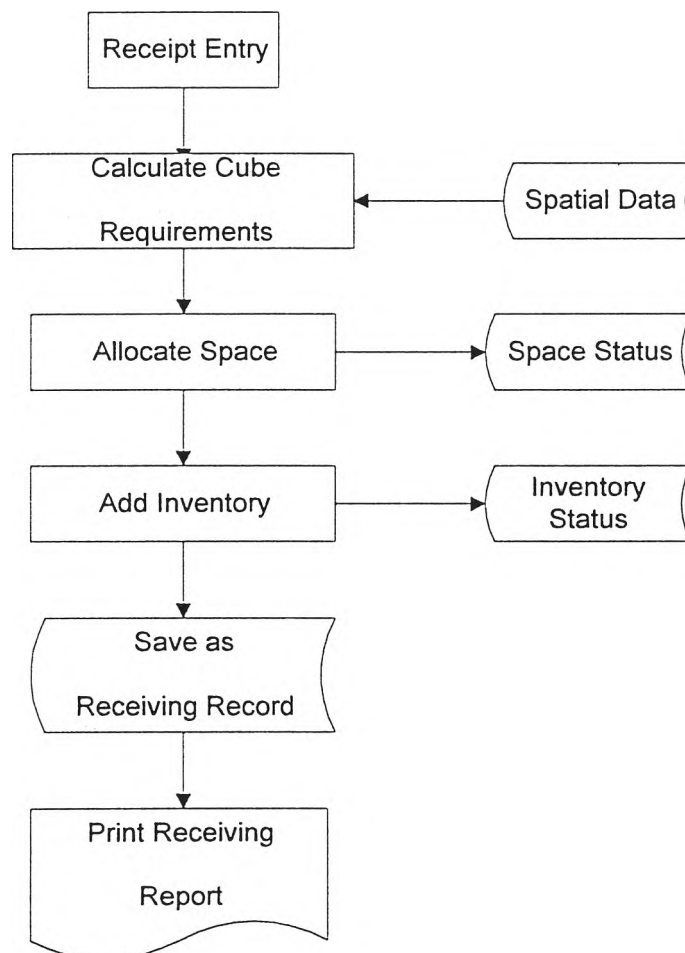 Receipt Entry
Calculate Cube
Requirements
Spatial Data
Allocate Space
Space Status
Add Inventory
Inventory
Status
Save as
Receiving Record
Print Receiving
Report